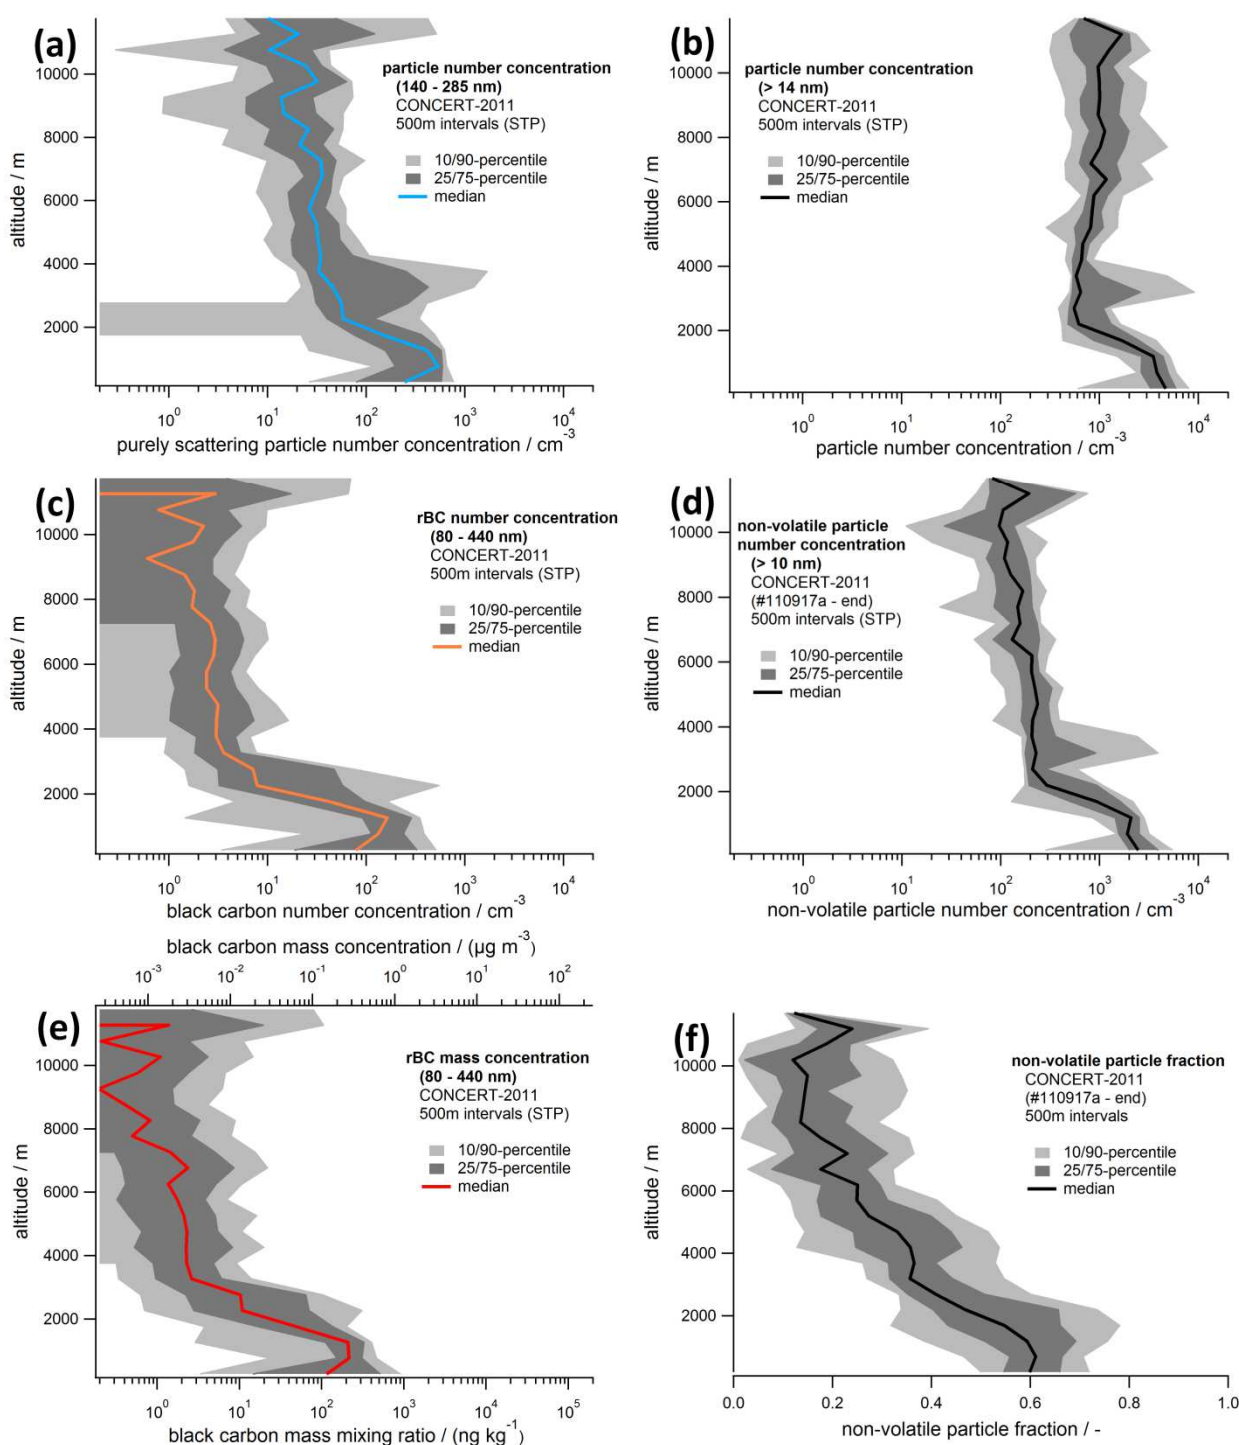 (a)
particle number concentration
(140 - 285 nm)
CONCERT-2011
500m intervals (STP)
10/90-percentile
25/75-percentile
median
altitude / m
10000
8000
6000
4000
2000
10^0 10^1 10^2 10^3 10^4
purely scattering particle number concentration / cm^-3
(b)
particle number concentration
(> 14 nm)
CONCERT-2011
500m intervals (STP)
10/90-percentile
25/75-percentile
median
altitude / m
10000
8000
6000
4000
2000
10^0 10^1 10^2 10^3 10^4
particle number concentration / cm^-3
(c)
rBC number concentration
(80 - 440 nm)
CONCERT-2011
500m intervals (STP)
10/90-percentile
25/75-percentile
median
altitude / m
10000
8000
6000
4000
2000
10^0 10^1 10^2 10^3 10^4
black carbon number concentration / cm^-3
(d)
non-volatile particle
number concentration
(> 10 nm)
CONCERT-2011
(#110917a - end)
500m intervals (STP)
10/90-percentile
25/75-percentile
median
altitude / m
10000
8000
6000
4000
2000
10^0 10^1 10^2 10^3 10^4
non-volatile particle number concentration / cm^-3
black carbon mass concentration / (µg m^-3)
10^-3 10^-2 10^-1 10^0 10^1 10^2
(e)
rBC mass concentration
(80 - 440 nm)
CONCERT-2011
500m intervals (STP)
10/90-percentile
25/75-percentile
median
altitude / m
10000
8000
6000
4000
2000
10^0 10^1 10^2 10^3 10^4 10^5
black carbon mass mixing ratio / (ng kg^-1)
(f)
non-volatile particle fraction
CONCERT-2011
(#110917a - end)
500m intervals
10/90-percentile
25/75-percentile
median
altitude / m
10000
8000
6000
4000
2000
0.0 0.2 0.4 0.6 0.8 1.0
non-volatile particle fraction / -